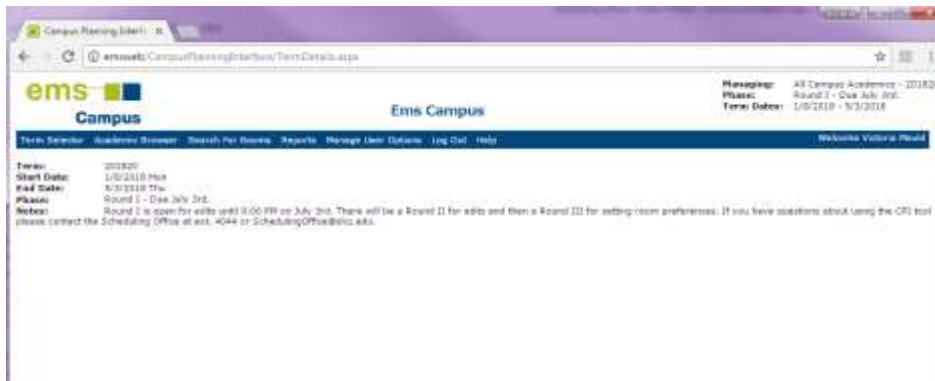 Campus Planning Interf
emsweb/CampusPlanningInterface/TermDetails.aspx
ems
Campus
Ems Campus
Managing: All Campus Academics - 201820
Phase: Round I - Due July 3rd.
Term Dates: 1/8/2018 - 5/3/2018
Term Selector Academic Browser Search For Rooms Reports Manage User Options Log Out Help
Welcome Victoria
Term: 201820
Start Date: 1/8/2018 Mon
End Date: 5/3/2018 Thu
Phase: Round I - Due July 3rd.
Notes: Round I is open for edits until PM on July 3rd. There will be a Round II for edits and then a Round III for setting room preferences. If you have questions about using the CPI tool
please contact the Scheduling Office at ext. 4044 or